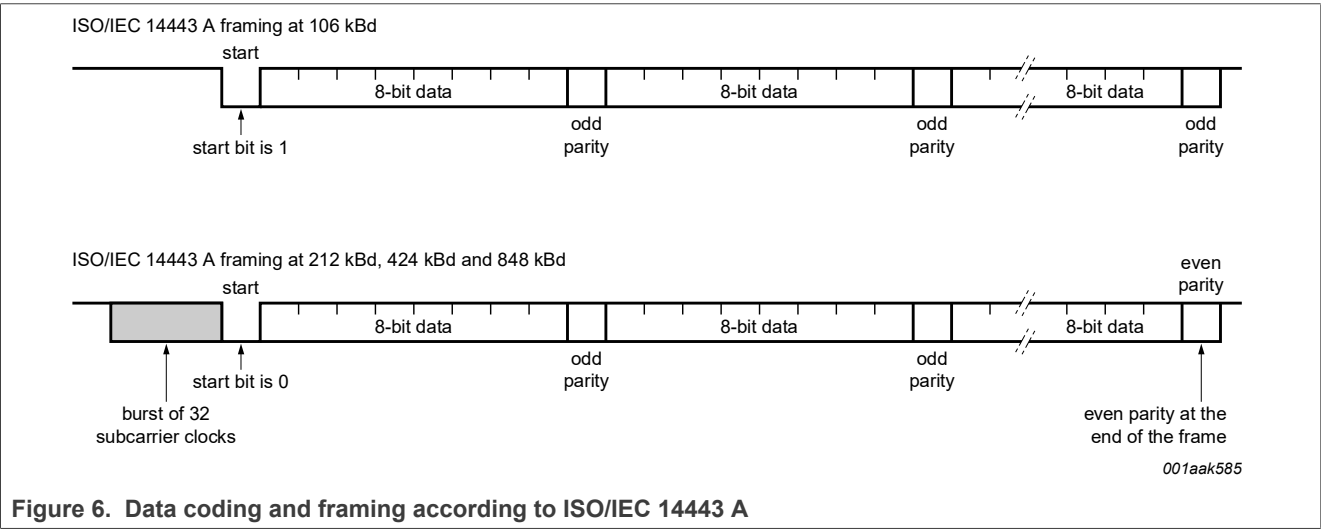 ISO/IEC 14443 A framing at 106 kBd
start
8-bit data
8-bit data
8-bit data
start bit is 1
odd
parity
odd
parity
odd
parity
ISO/IEC 14443 A framing at 212 kBd, 424 kBd and 848 kBd
start
even
parity
8-bit data
8-bit data
8-bit data
start bit is 0
odd
parity
odd
parity
burst of 32
subcarrier clocks
even parity at the
end of the frame
001aak585
Figure 6. Data coding and framing according to ISO/IEC 14443 A